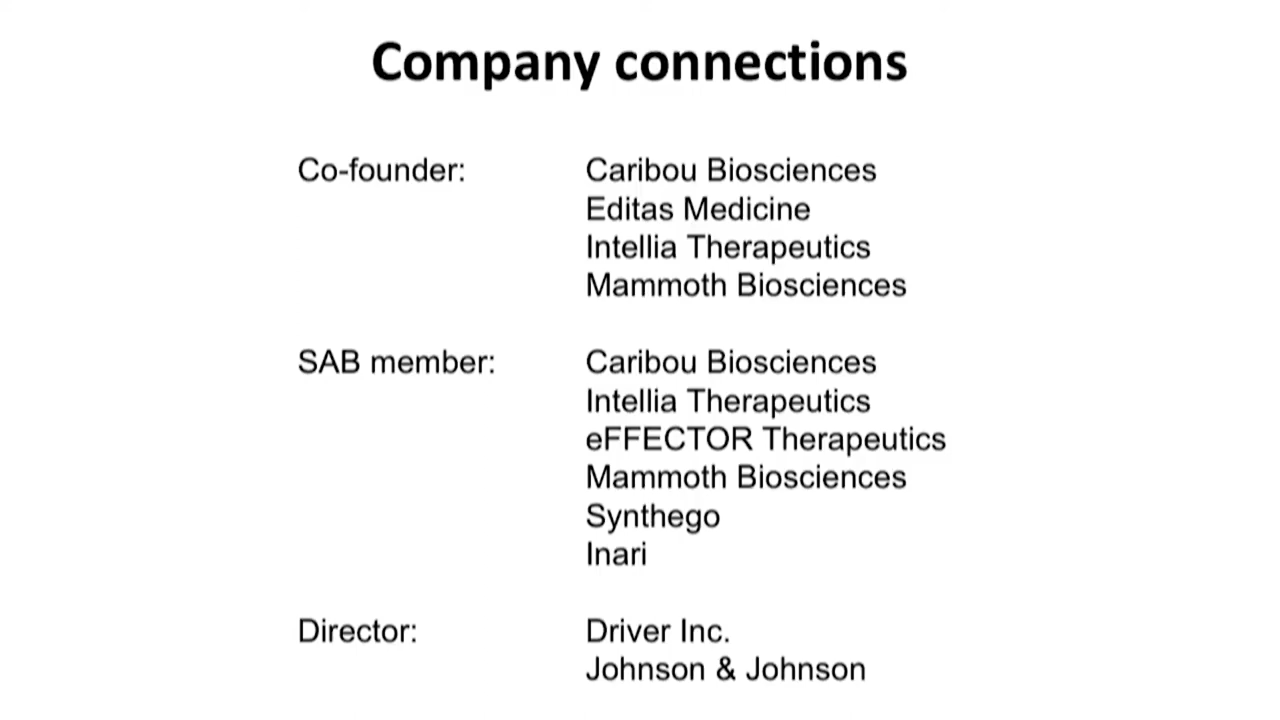 Company connections
Co-founder: Caribou Biosciences
Editas Medicine
Intellia Therapeutics
Mammoth Biosciences
SAB member: Caribou Biosciences
Intellia Therapeutics
eFFECTOR Therapeutics
Mammoth Biosciences
Synthego
Inari
Director: Driver Inc.
Johnson & Johnson